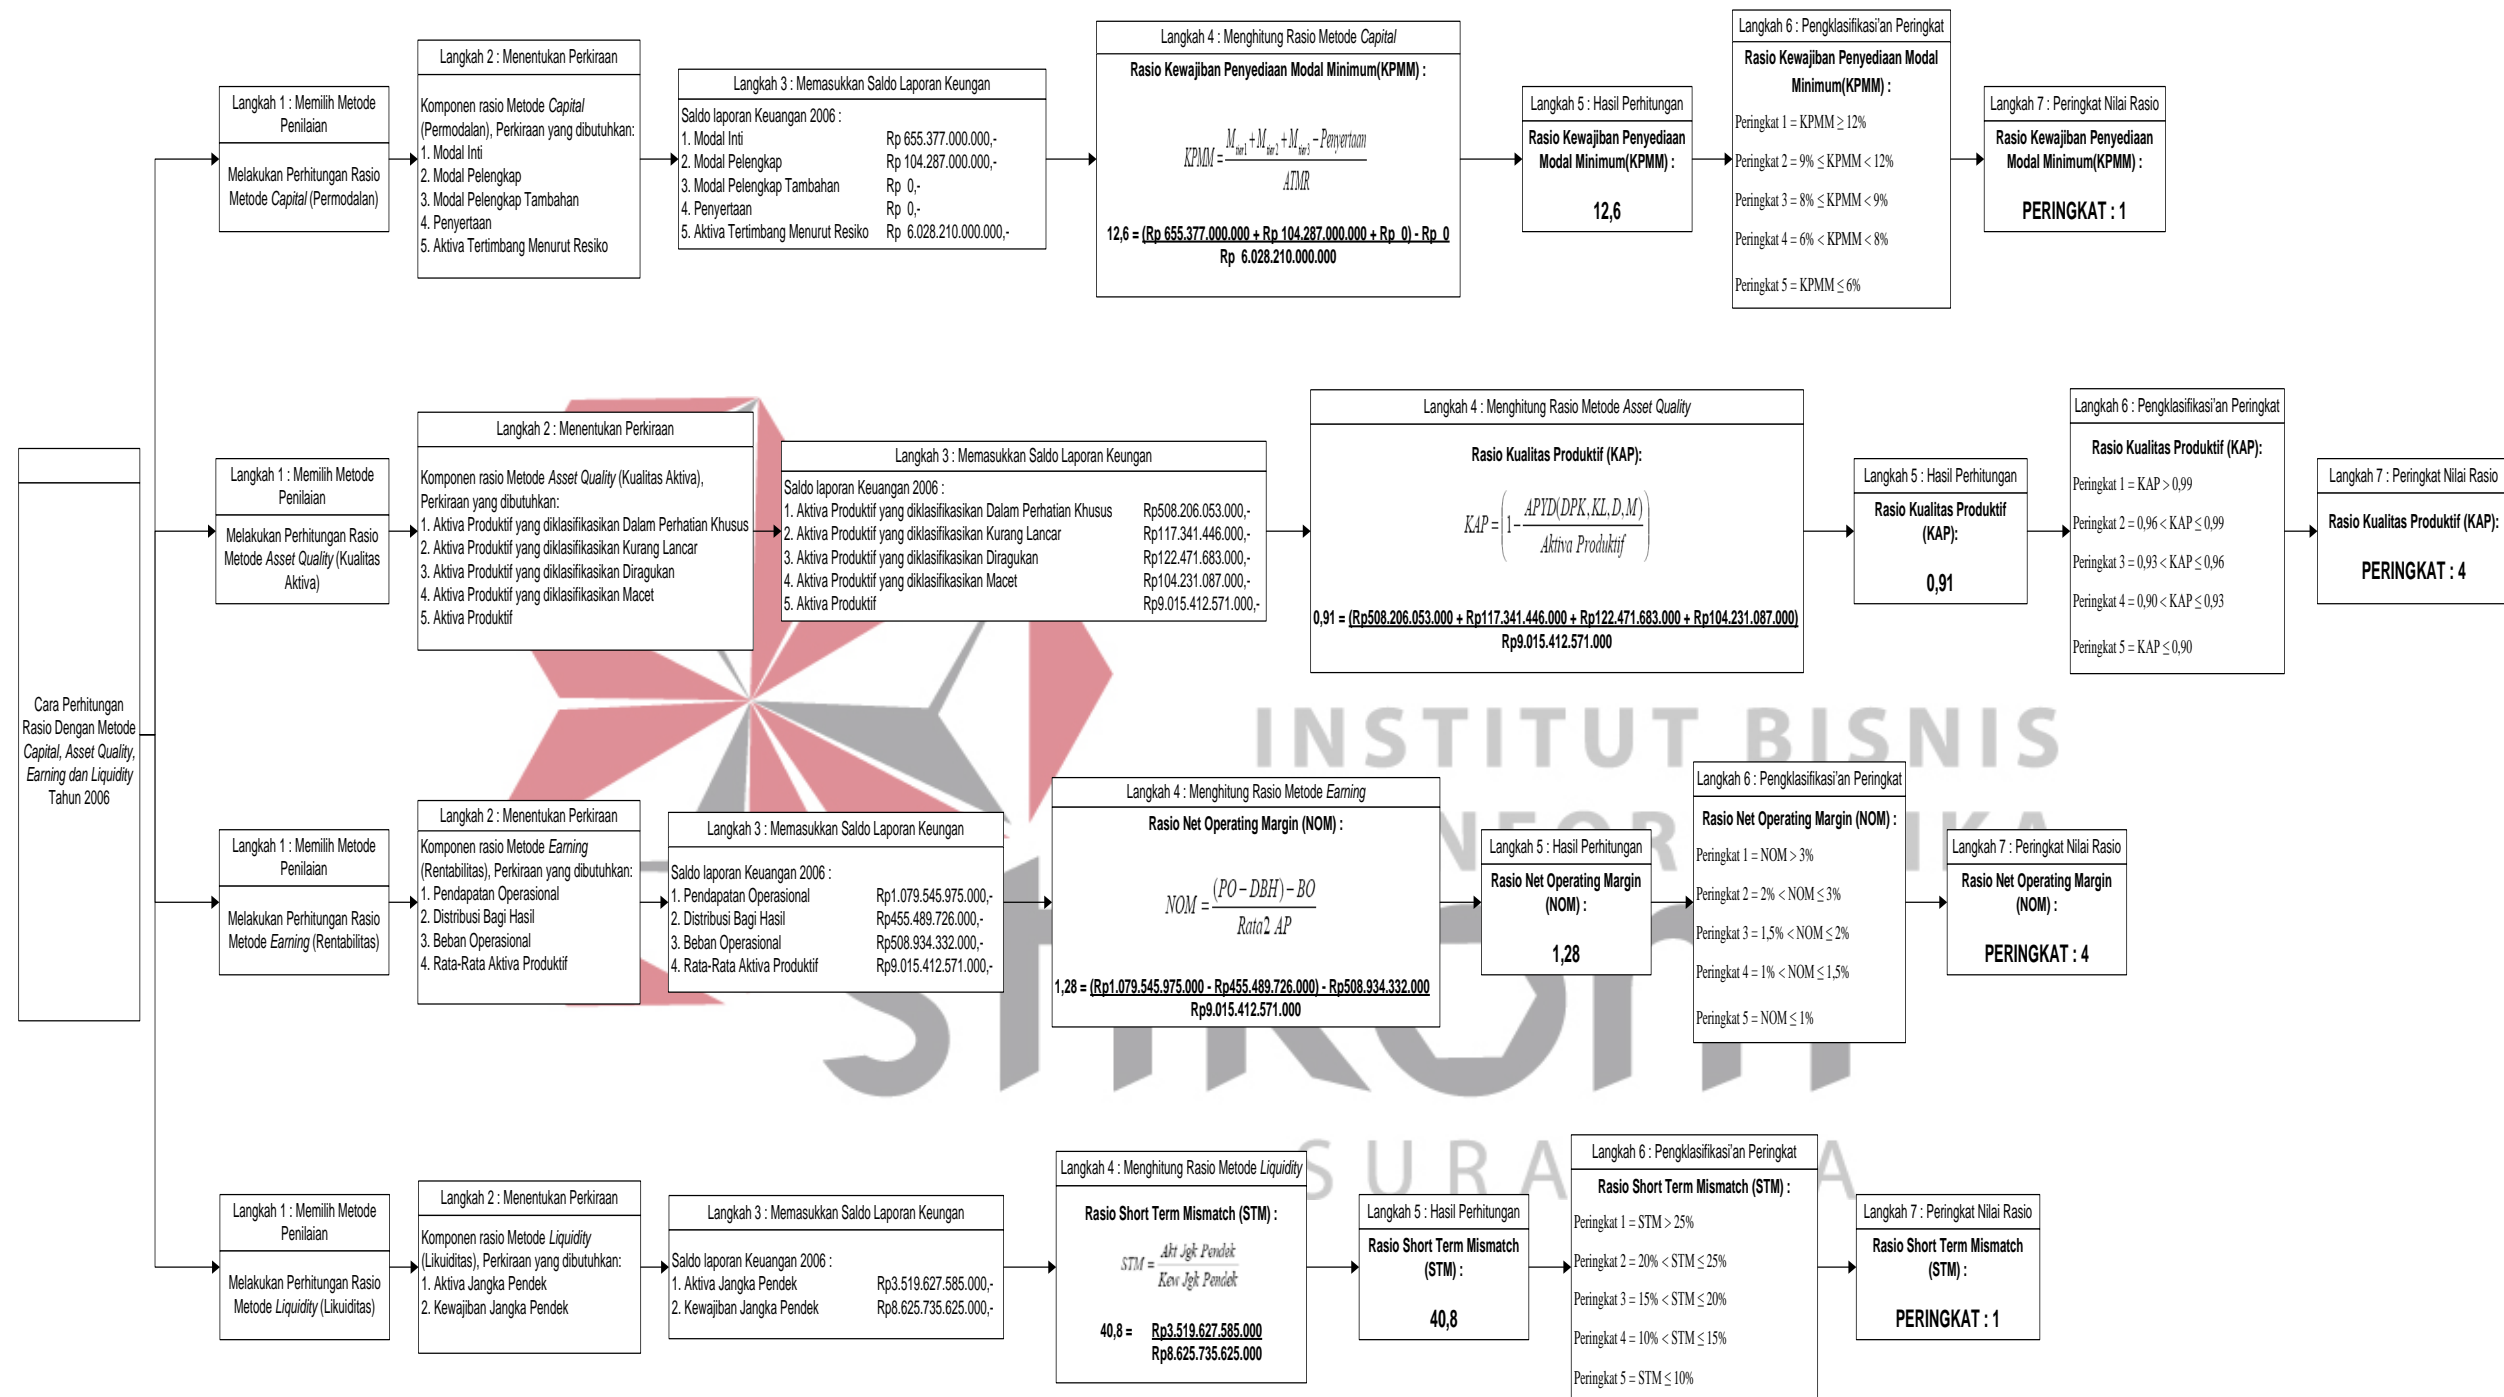 Cara Perhitungan
Rasio Dengan Metode
Capital, Asset Quality,
Earning dan Liquidity
Tahun 2006
Langkah 1 : Memilih Metode
Penilaian
Melakukan Perhitungan Rasio
Metode Capital (Permodalan)
Langkah 2 : Menentukan Perkiraan
Komponen rasio Metode Capital
(Permodalan), Perkiraan yang dibutuhkan:
1. Modal Inti
2. Modal Pelengkap
3. Modal Pelengkap Tambahan
4. Penyertaan
5. Aktiva Tertimbang Menurut Resiko
Langkah 3 : Memasukkan Saldo Laporan Keungan
Saldo laporan Keuangan 2006 :
1. Modal Inti Rp 655.377.000.000,-
2. Modal Pelengkap Rp 104.287.000.000,-
3. Modal Pelengkap Tambahan Rp 0,-
4. Penyertaan Rp 0,-
5. Aktiva Tertimbang Menurut Resiko Rp 6.028.210.000.000,-
Langkah 4 : Menghitung Rasio Metode Capital
Rasio Kewajiban Penyediaan Modal Minimum(KPMM) :
KPMM = M tier1 + M tier2 + M tier3 − Penyertaan
ATMR
12,6 = (Rp 655.377.000.000 + Rp 104.287.000.000 + Rp 0) - Rp 0
Rp 6.028.210.000.000
Langkah 5 : Hasil Perhitungan
Rasio Kewajiban Penyediaan
Modal Minimum(KPMM) :
12,6
Langkah 6 : Pengklasifikasi'an Peringkat
Rasio Kewajiban Penyediaan Modal
Minimum(KPMM) :
Peringkat 1 = KPMM ≥ 12%
Peringkat 2 = 9% ≤ KPMM < 12%
Peringkat 3 = 8% ≤ KPMM < 9%
Peringkat 4 = 6% < KPMM < 8%
Peringkat 5 = KPMM ≤ 6%
Langkah 7 : Peringkat Nilai Rasio
Rasio Kewajiban Penyediaan
Modal Minimum(KPMM) :
PERINGKAT : 1
Langkah 1 : Memilih Metode
Penilaian
Melakukan Perhitungan Rasio
Metode Asset Quality (Kualitas
Aktiva)
Langkah 2 : Menentukan Perkiraan
Komponen rasio Metode Asset Quality (Kualitas Aktiva),
Perkiraan yang dibutuhkan:
1. Aktiva Produktif yang diklasifikasikan Dalam Perhatian Khusus
2. Aktiva Produktif yang diklasifikasikan Kurang Lancar
3. Aktiva Produktif yang diklasifikasikan Diragukan
4. Aktiva Produktif yang diklasifikasikan Macet
5. Aktiva Produktif
Langkah 3 : Memasukkan Saldo Laporan Keungan
Saldo laporan Keuangan 2006 :
1. Aktiva Produktif yang diklasifikasikan Dalam Perhatian Khusus Rp508.206.053.000,-
2. Aktiva Produktif yang diklasifikasikan Kurang Lancar Rp117.341.446.000,-
3. Aktiva Produktif yang diklasifikasikan Diragukan Rp122.471.683.000,-
4. Aktiva Produktif yang diklasifikasikan Macet Rp104.231.087.000,-
5. Aktiva Produktif Rp9.015.412.571.000,-
Langkah 4 : Menghitung Rasio Metode Asset Quality
Rasio Kualitas Produktif (KAP):
KAP = (1 − APYD(DPK, KL, D, M)
Aktiva Produktif)
0,91 = (Rp508.206.053.000 + Rp117.341.446.000 + Rp122.471.683.000 + Rp104.231.087.000)
Rp9.015.412.571.000
Langkah 5 : Hasil Perhitungan
Rasio Kualitas Produktif
(KAP):
0,91
Langkah 6 : Pengklasifikasi'an Peringkat
Rasio Kualitas Produktif (KAP):
Peringkat 1 = KAP > 0,99
Peringkat 2 = 0,96 < KAP ≤ 0,99
Peringkat 3 = 0,93 < KAP ≤ 0,96
Peringkat 4 = 0,90 < KAP ≤ 0,93
Peringkat 5 = KAP ≤ 0,90
Langkah 7 : Peringkat Nilai Rasio
Rasio Kualitas Produktif (KAP):
PERINGKAT : 4
INSTITUT BISNIS
Langkah 1 : Memilih Metode
Penilaian
Melakukan Perhitungan Rasio
Metode Earning (Rentabilitas)
Langkah 2 : Menentukan Perkiraan
Komponen rasio Metode Earning
(Rentabilitas), Perkiraan yang dibutuhkan:
1. Pendapatan Operasional
2. Distribusi Bagi Hasil
3. Beban Operasional
4. Rata-Rata Aktiva Produktif
Langkah 3 : Memasukkan Saldo Laporan Keungan
Saldo laporan Keuangan 2006 :
1. Pendapatan Operasional Rp1.079.545.975.000,-
2. Distribusi Bagi Hasil Rp455.489.726.000,-
3. Beban Operasional Rp508.934.332.000,-
4. Rata-Rata Aktiva Produktif Rp9.015.412.571.000,-
Langkah 4 : Menghitung Rasio Metode Earning
Rasio Net Operating Margin (NOM) :
NOM = (PO − DBH) − BO
Rata2 AP
1,28 = (Rp1.079.545.975.000 - Rp455.489.726.000) - Rp508.934.332.000
Rp9.015.412.571.000
Langkah 5 : Hasil Perhitungan
Rasio Net Operating Margin
(NOM) :
1,28
Langkah 6 : Pengklasifikasi'an Peringkat
Rasio Net Operating Margin (NOM) :
Peringkat 1 = NOM > 3%
Peringkat 2 = 2% < NOM ≤ 3%
Peringkat 3 = 1,5% < NOM ≤ 2%
Peringkat 4 = 1% < NOM ≤ 1,5%
Peringkat 5 = NOM ≤ 1%
Langkah 7 : Peringkat Nilai Rasio
Rasio Net Operating Margin
(NOM) :
PERINGKAT : 4
Langkah 1 : Memilih Metode
Penilaian
Melakukan Perhitungan Rasio
Metode Liquidity (Likuiditas)
Langkah 2 : Menentukan Perkiraan
Komponen rasio Metode Liquidity
(Likuiditas), Perkiraan yang dibutuhkan:
1. Aktiva Jangka Pendek
2. Kewajiban Jangka Pendek
Langkah 3 : Memasukkan Saldo Laporan Keungan
Saldo laporan Keuangan 2006 :
1. Aktiva Jangka Pendek Rp3.519.627.585.000,-
2. Kewajiban Jangka Pendek Rp8.625.735.625.000,-
Langkah 4 : Menghitung Rasio Metode Liquidity
Rasio Short Term Mismatch (STM) :
STM = Akt Jgk Pendek
Kew Jgk Pendek
40,8 = Rp3.519.627.585.000
Rp8.625.735.625.000
Langkah 5 : Hasil Perhitungan
Rasio Short Term Mismatch
(STM) :
40,8
Langkah 6 : Pengklasifikasi'an Peringkat
Rasio Short Term Mismatch (STM) :
Peringkat 1 = STM > 25%
Peringkat 2 = 20% < STM ≤ 25%
Peringkat 3 = 15% < STM ≤ 20%
Peringkat 4 = 10% < STM ≤ 15%
Peringkat 5 = STM ≤ 10%
Langkah 7 : Peringkat Nilai Rasio
Rasio Short Term Mismatch
(STM) :
PERINGKAT : 1